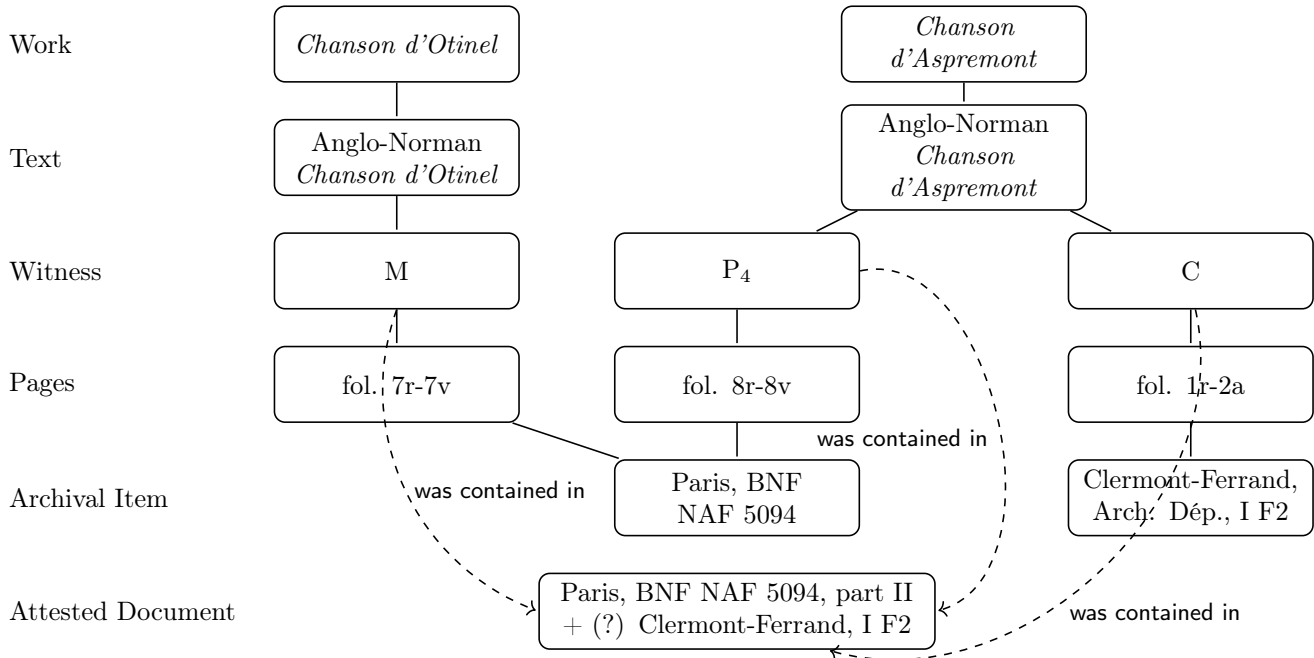 Work
Chanson d'Otinel
Chanson
d'Aspremont
Text
Anglo-Norman
Chanson d'Otinel
Anglo-Norman
Chanson
d'Aspremont
Witness
M
P4
C
Pages
fol. 7r-7v
fol. 8r-8v
fol. 1r-2a
was contained in
Archival Item
was contained in
Paris, BNF
NAF 5094
Clermont-Ferrand,
Arch. Dép., I F2
Attested Document
Paris, BNF NAF 5094, part II
+ (?) Clermont-Ferrand, I F2
was contained in